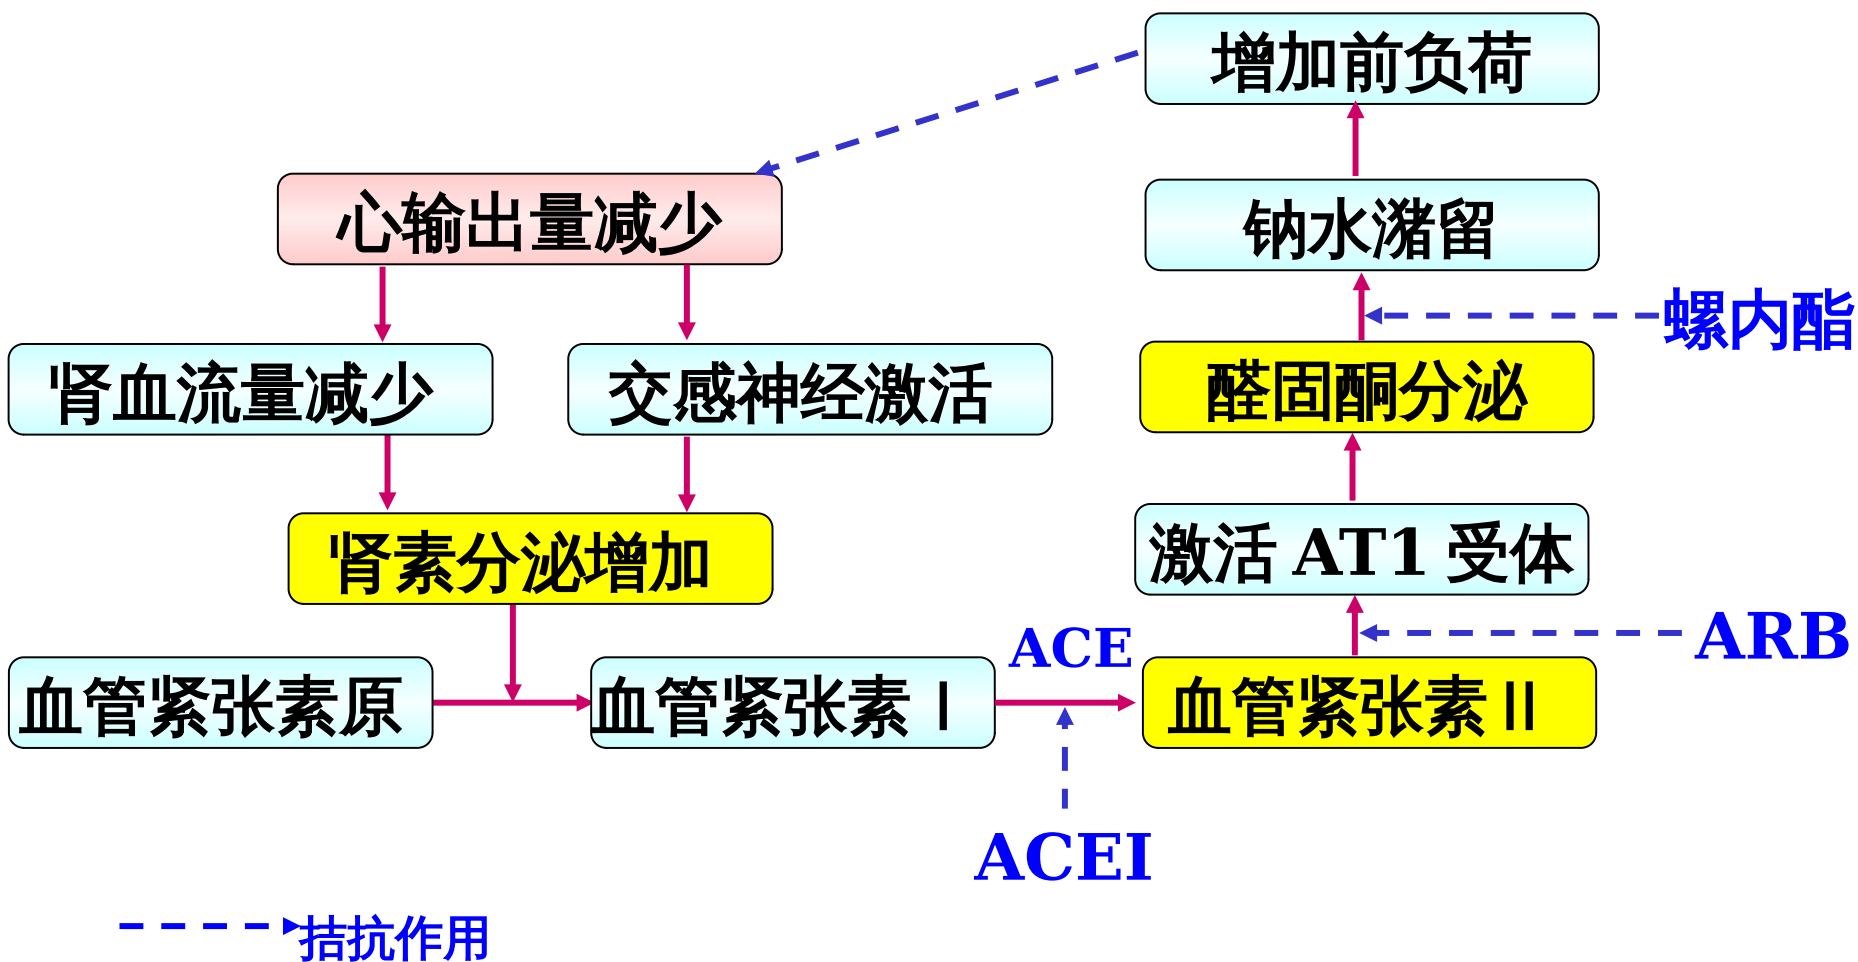 增加前负荷
心输出量减少
钠水潴留
螺内酯
肾血流量减少
交感神经激活
醛固酮分泌
肾素分泌增加
激活 AT1 受体
ACE
ARB
血管紧张素原
血管紧张素Ⅰ
血管紧张素Ⅱ
ACEI
拮抗作用